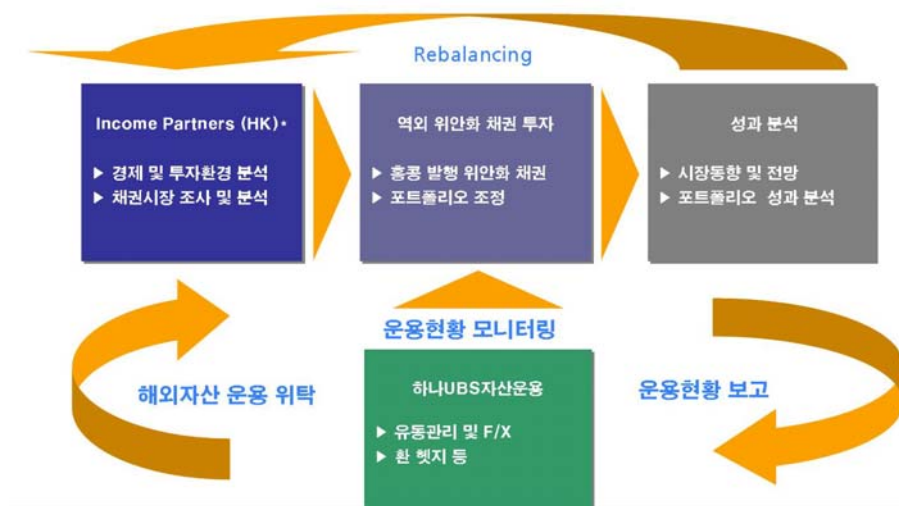 Rebalancing
Income Partners (HK)*
▶ 경제 및 투자환경 분석
▶ 채권시장 조사 및 분석
역외 위안화 채권 투자
▶ 홍콩 발행 위안화 채권
▶ 포트폴리오 조정
성과 분석
▶ 시장동향 및 전망
▶ 포트폴리오 성과 분석
운용현황 모니터링
해외자산 운용 위탁
하나UBS자산운용
▶ 유동관리 및 F/X
▶ 환 헷지 등
운용현황 보고